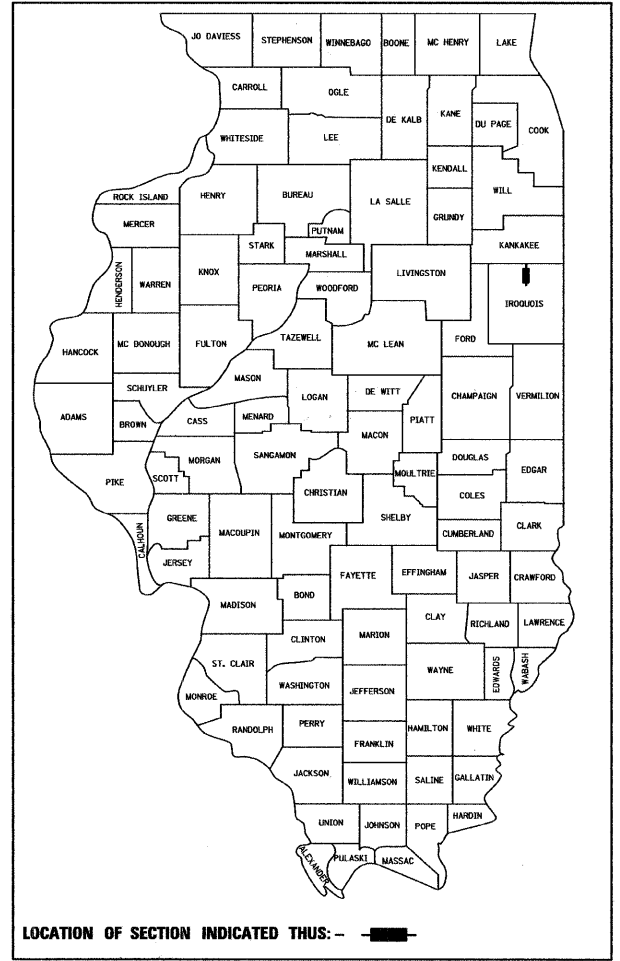 JO DAVIESS
STEPHENSON
WINNEBAGO
BOONE
MC HENRY
LAKE
CARROLL
OGLE
DE KALB
KANE
DU PAGE
COOK
WHITESIDE
LEE
KENDALL
WILL
ROCK ISLAND
HENRY
BUREAU
LA SALLE
GRUNDY
MERCER
PUTNAM
STARK
MARSHALL
KANKAKEE
HENDERSON
WARREN
KNOX
PEORIA
WOODFORD
LIVINGSTON
IROQUOIS
HANCOCK
MC DONOUGH
FULTON
TAZEWELL
MC LEAN
FORD
MASON
SCHUYLER
LOGAN
DE WITT
CHAMPAIGN
VERMILION
ADAMS
BROWN
CASS
MENARD
PIATT
MACON
MORGAN
SANGAMON
DOUGLAS
EDGAR
PIKE
SCOTT
CHRISTIAN
MOULTRIE
COLES
GREENE
MACOUPIN
MONTGOMERY
SHELBY
CUMBERLAND
CLARK
CALHOUN
JERSEY
FAYETTE
EFFINGHAM
JASPER
CRAWFORD
MADISON
BOND
CLAY
RICHLAND
LAWRENCE
CLINTON
MARION
ST. CLAIR
WAYNE
EDWARDS
WABASH
MONROE
WASHINGTON
JEFFERSON
RANDOLPH
PERRY
HAMILTON
WHITE
FRANKLIN
JACKSON
WILLIAMSON
SALINE
GALLATIN
UNION
JOHNSON
POPE
HARDIN
ALEXANDER
PULASKI
MASSAC
LOCATION OF SECTION INDICATED THUS: –